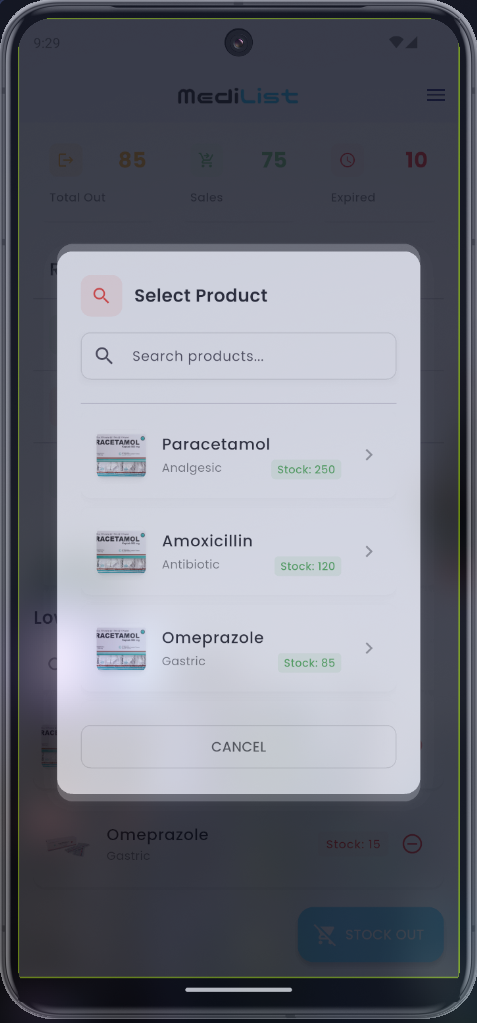 9:29
MediList
85
75
10
Total Out
Sales
Expired
Select Product
Search products...
RACETAMOL
Paracetamol
Analgesic
Stock: 250
RACETAMOL
Amoxicillin
Antibiotic
Stock: 120
RACETAMOL
Omeprazole
Gastric
Stock: 85
CANCEL
Omeprazole
Gastric
Stock: 15
STOCK OUT